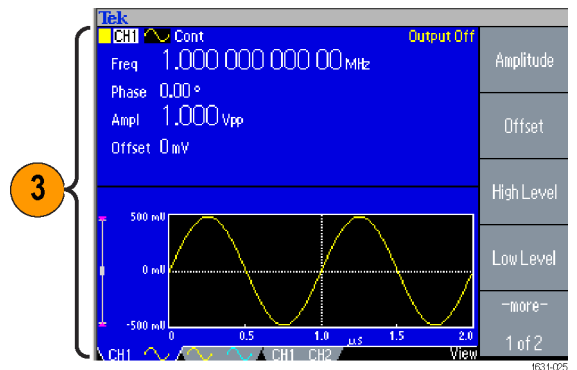 Tek
CH1 Cont Output Off
Freq 1.000 000 000 00 MHz
Phase 0.00 °
Ampl 1.000 Vpp
Offset 0 mV
Amplitude
Offset
High Level
Low Level
-more-
1 of 2
3
500 mV
0 mV
-500 mV
0 0.5 1.0 1.5 2.0
µs
CH1 CH1 CH2 View
1631-025